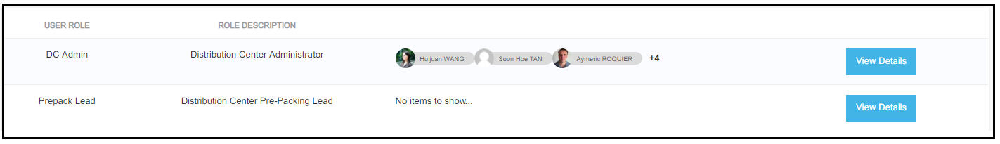 USER ROLE ROLE DESCRIPTION
DC Admin Distribution Center Administrator Huijuan WANG Soon Hoe TAN Aymeric ROQUIER +4 View Details
Prepack Lead Distribution Center Pre-Packing Lead No items to show... View Details